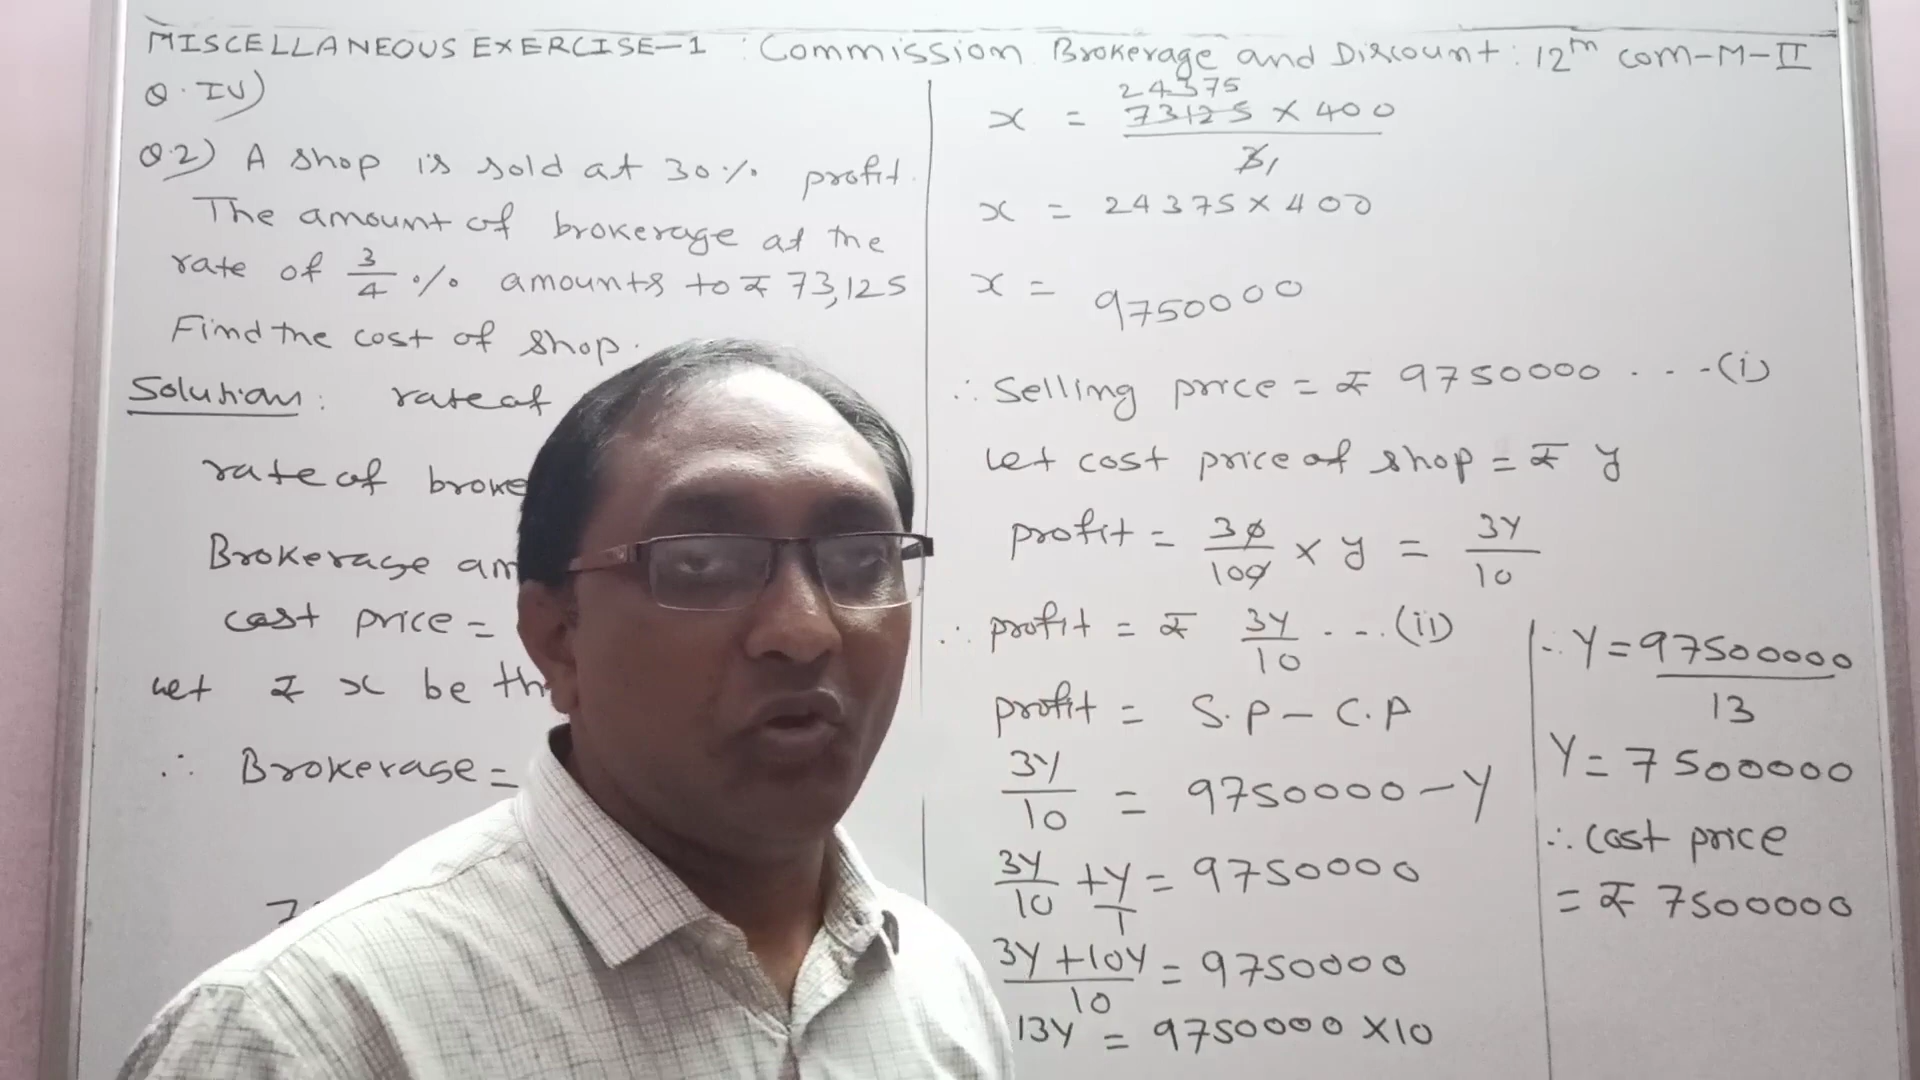 MISCELLANEOUS EXERCISE-1 : Commission Brokerage and Discount : 12th com-M-II
Q.IV)
Q.2) A shop is sold at 30% profit.
The amount of brokerage at the
rate of 3/4 % amounts to ₹ 73,125
Find the cost of shop.
Solution: rate of
rate of broke
Brokerage am
cost price =
Let ₹ x be th
∴ Brokerage =
7
24375
x = 73125 × 400
3 1
x = 24375 × 400
x = 9750000
∴ Selling price = ₹ 9750000 . . . (i)
Let cost price of shop = ₹ y
profit = 30/100 × y = 3Y/10
∴ profit = ₹ 3Y/10 . . . (ii)
profit = S.P – C.P
3Y/10 = 9750000 – Y
3Y/10 + Y/1 = 9750000
3Y+10Y/10 = 9750000
13Y = 9750000 ×10
∴ Y = 97500000/13
Y = 7500000
∴ cost price
= ₹ 7500000